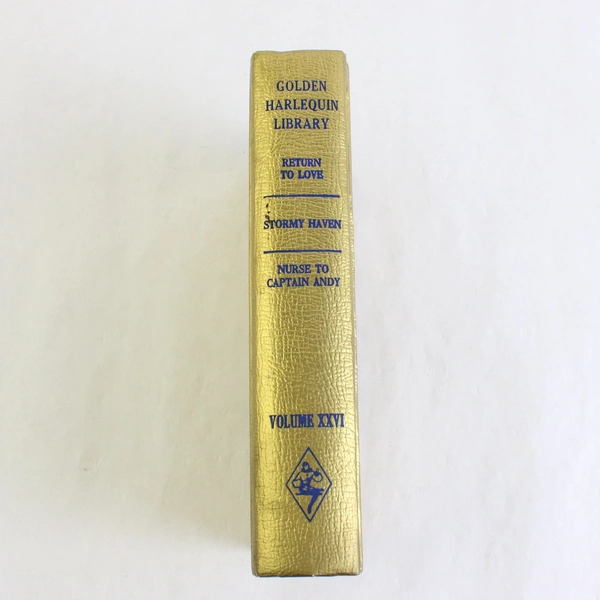 GOLDEN
HARLEQUIN
LIBRARY
RETURN
TO LOVE
STORMY HAVEN
NURSE TO
CAPTAIN ANDY
VOLUME XXVI